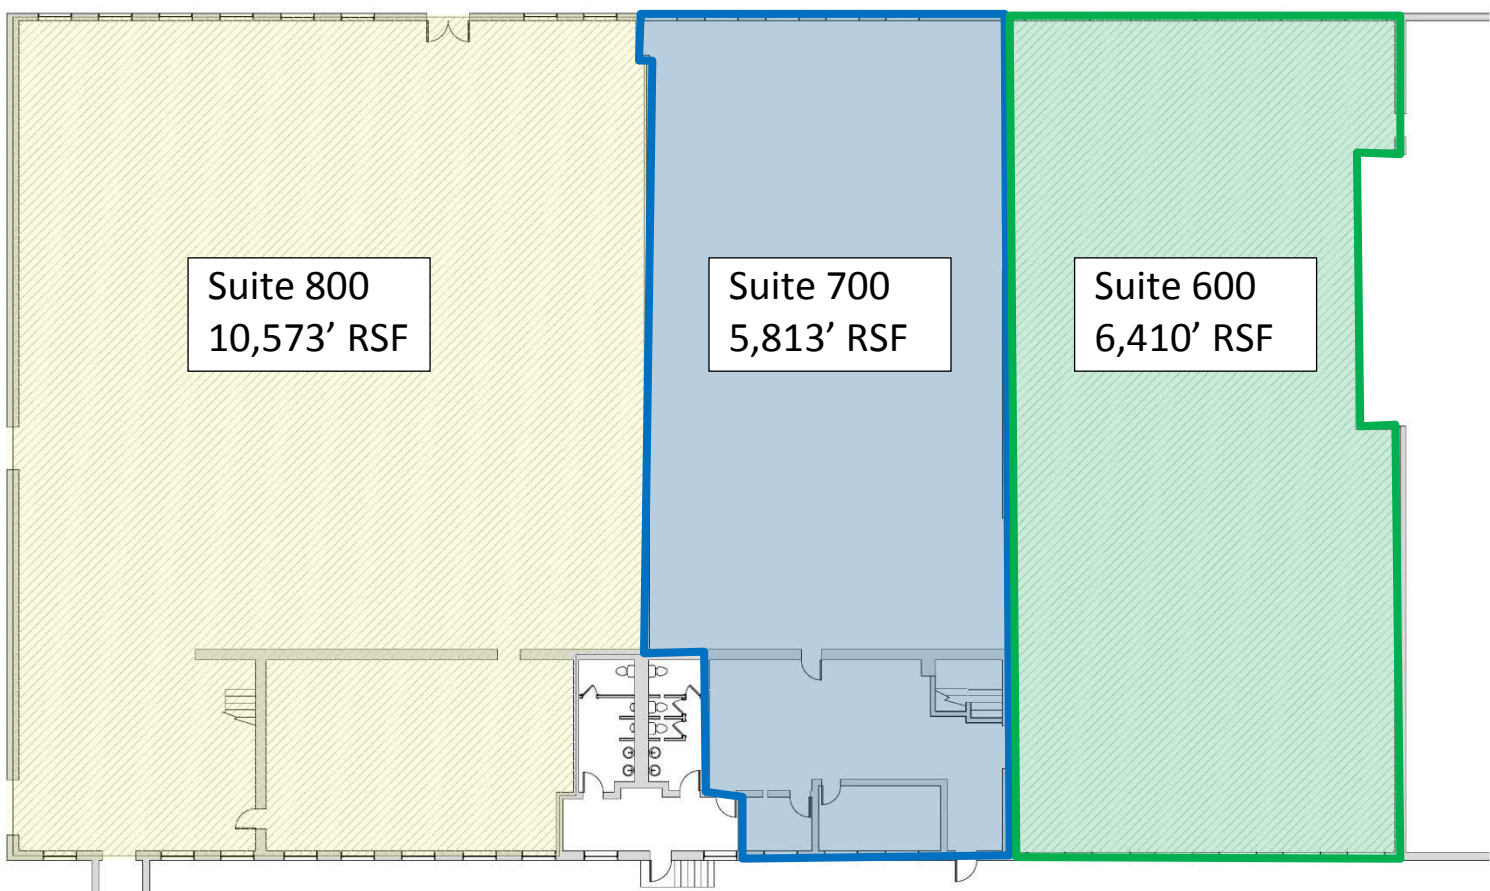 Suite 800
10,573’ RSF
Suite 700
5,813’ RSF
Suite 600
6,410’ RSF